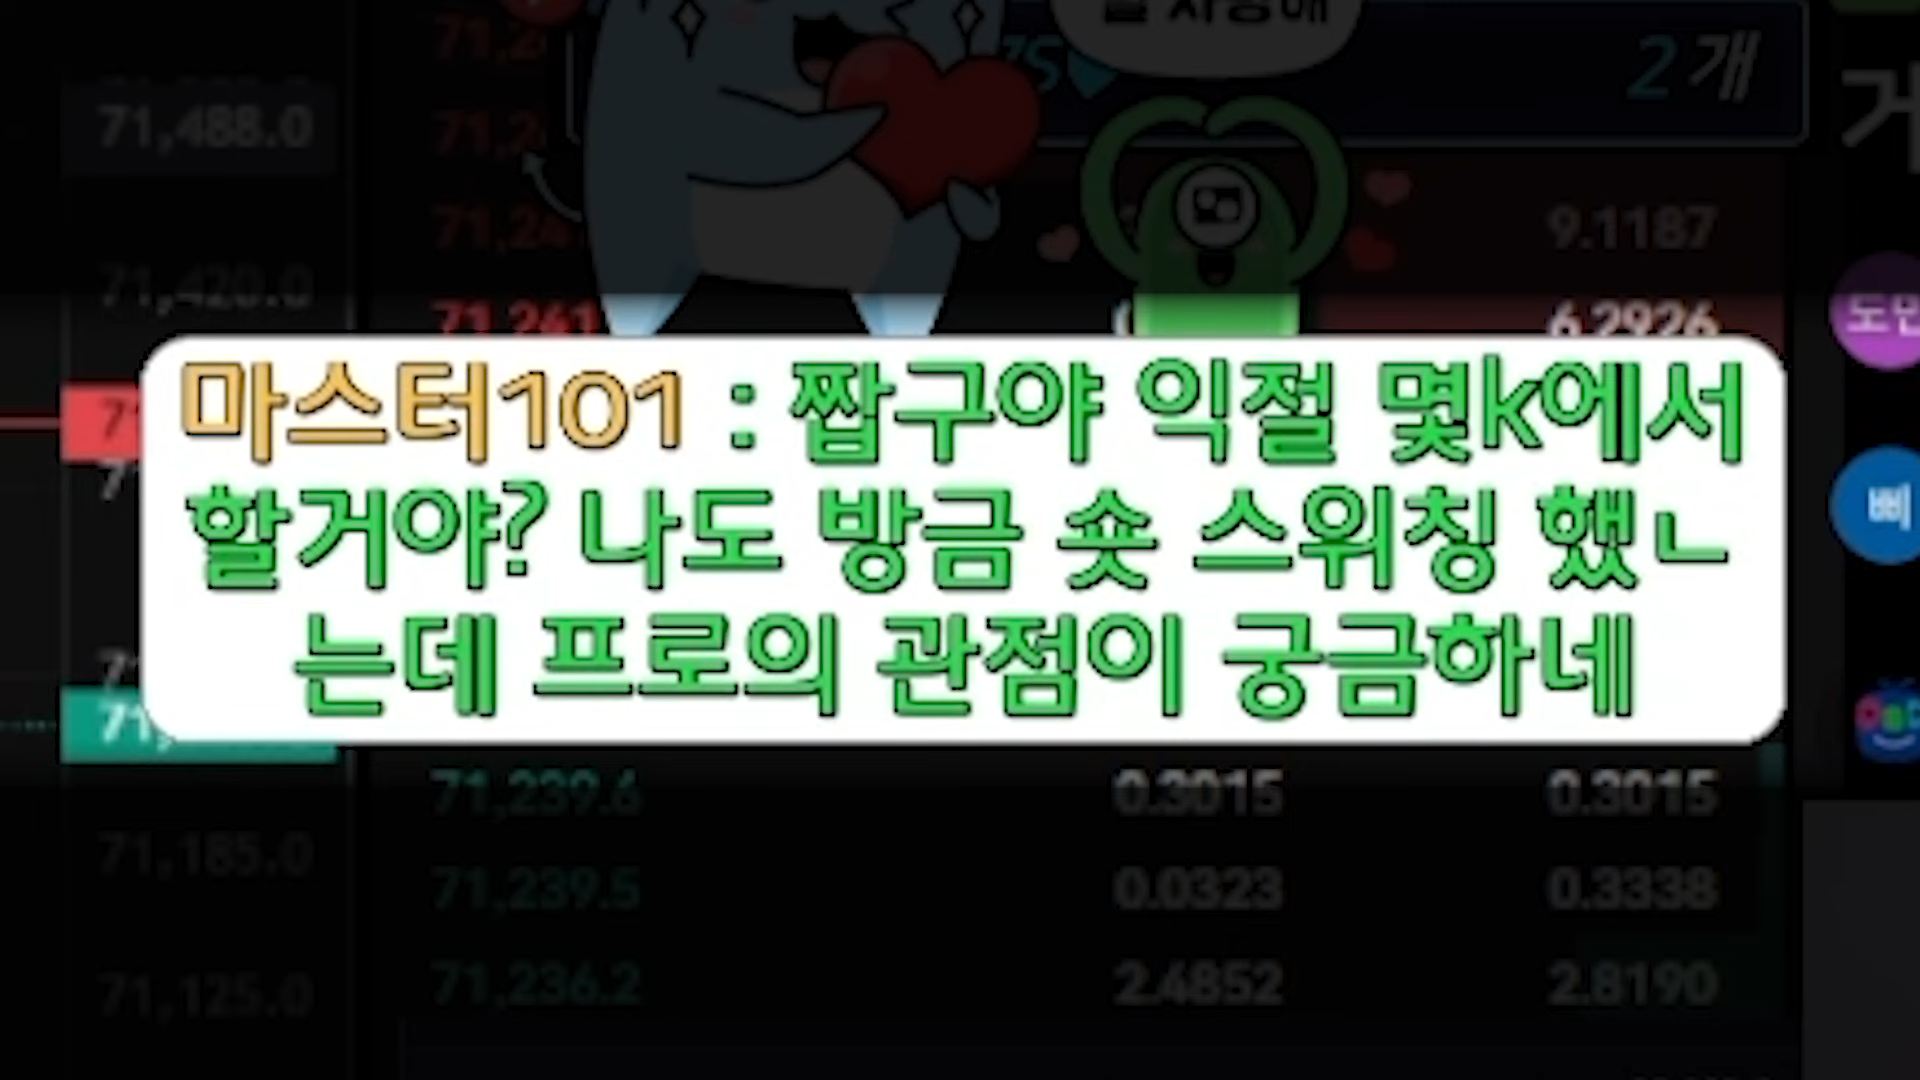 2개
71,488.0
9.1187
71,420.0
71,241
6.2926
마스터101 : 짭구야 익절 몇k에서
할거야? 나도 방금 숏 스위칭 했ㄴ
는데 프로의 관점이 궁금하네
삐
71,239.6 0.3015 0.3015
71,185.0
71,239.5 0.0323 0.3338
71,125.0
71,236.2 2.4852 2.8190